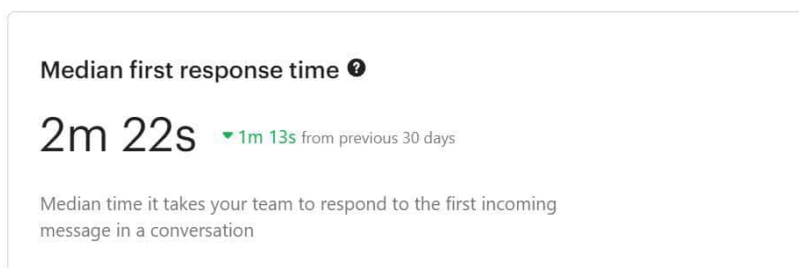 Median first response time
2m 22s 1m 13s from previous 30 days
Median time it takes your team to respond to the first incoming
message in a conversation